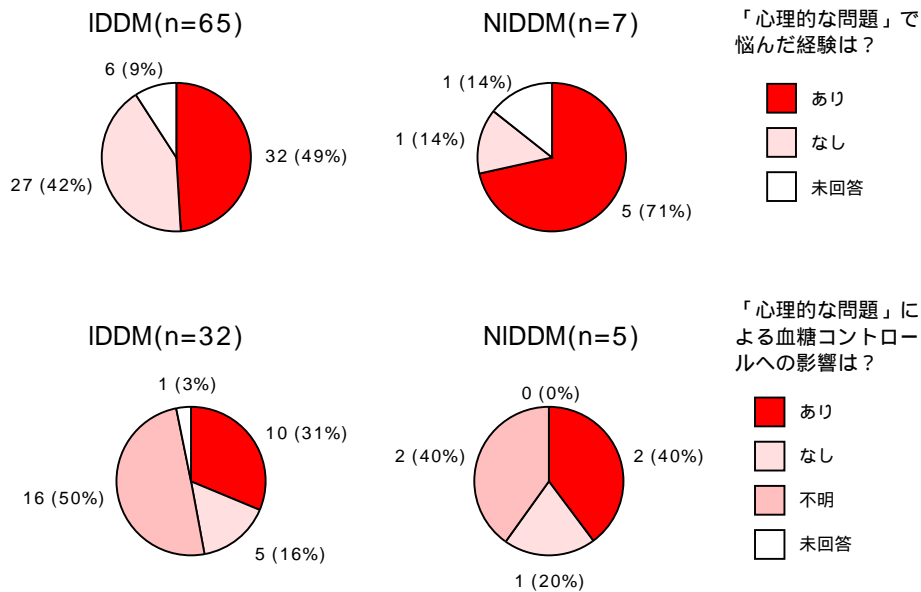 IDDM(n=65)
6 (9%)
32 (49%)
27 (42%)
NIDDM(n=7)
1 (14%)
1 (14%)
5 (71%)
「心理的な問題」で
悩んだ経験は？
あり
なし
未回答
IDDM(n=32)
1 (3%)
10 (31%)
16 (50%)
5 (16%)
NIDDM(n=5)
0 (0%)
2 (40%)
2 (40%)
1 (20%)
「心理的な問題」に
よる血糖コントロー
ルへの影響は？
あり
なし
不明
未回答